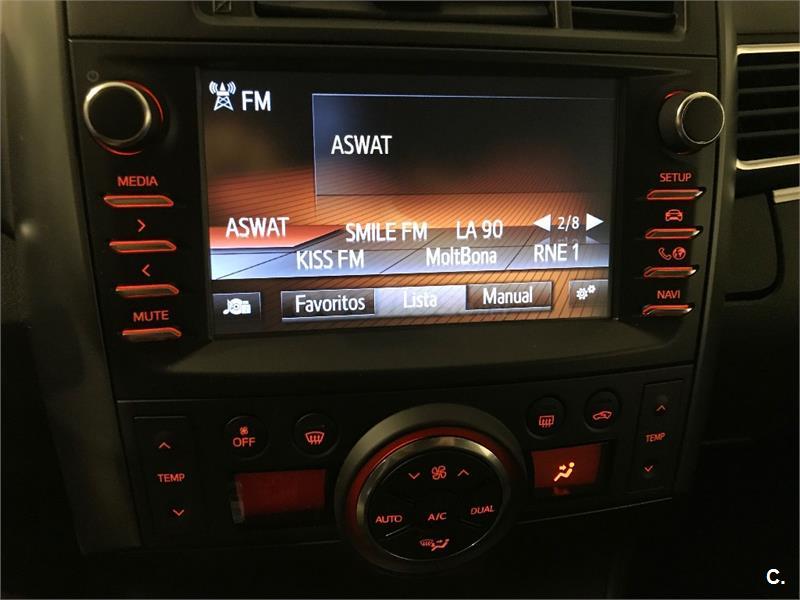 FM
ASWAT
ASWAT SMILE FM LA 90 2/8
KISS FM MoltBona RNE 1
Favoritos Lista Manual
MEDIA
MUTE
SETUP
NAVI
OFF
TEMP
TEMP
AUTO A/C DUAL
C.